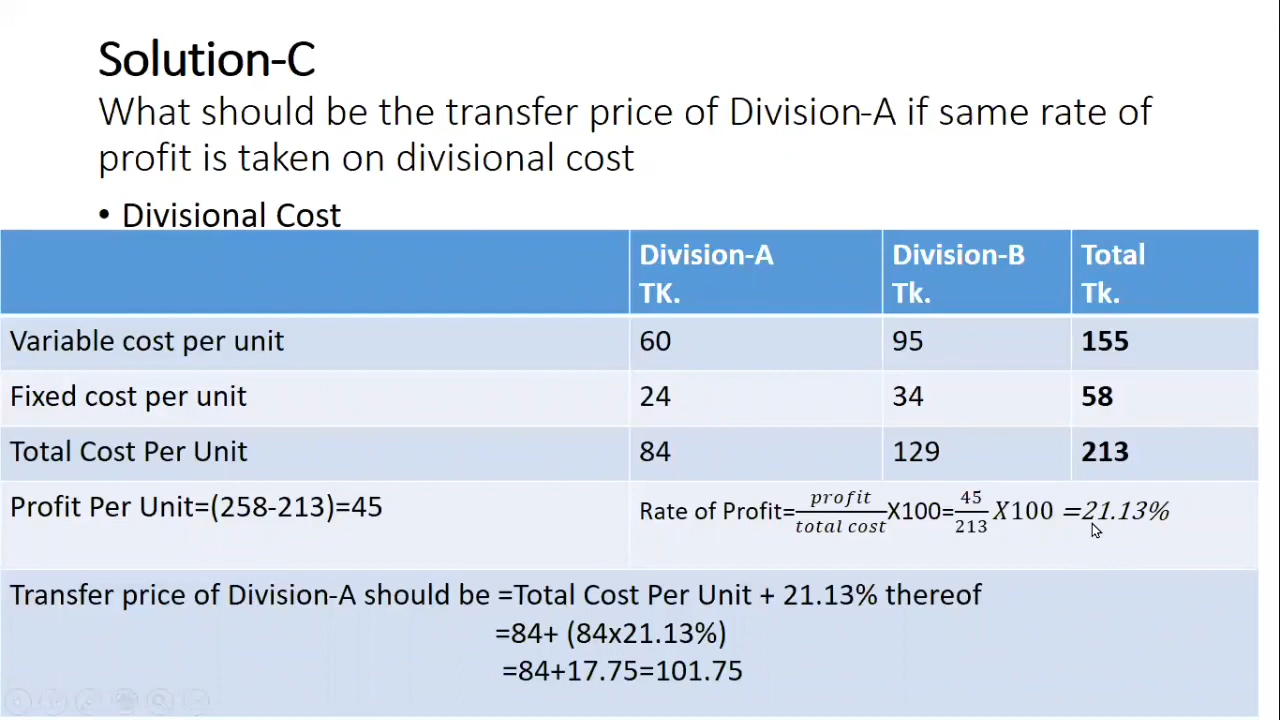 Solution-C
What should be the transfer price of Division-A if same rate of
profit is taken on divisional cost
• Divisional Cost
Division-A Division-B Total
TK. Tk. Tk.
Variable cost per unit 60 95 155
Fixed cost per unit 24 34 58
Total Cost Per Unit 84 129 213
Profit Per Unit=(258-213)=45 Rate of Profit=profit/total cost X100=45/213 X100 =21.13%
Transfer price of Division-A should be =Total Cost Per Unit + 21.13% thereof
=84+ (84x21.13%)
=84+17.75=101.75